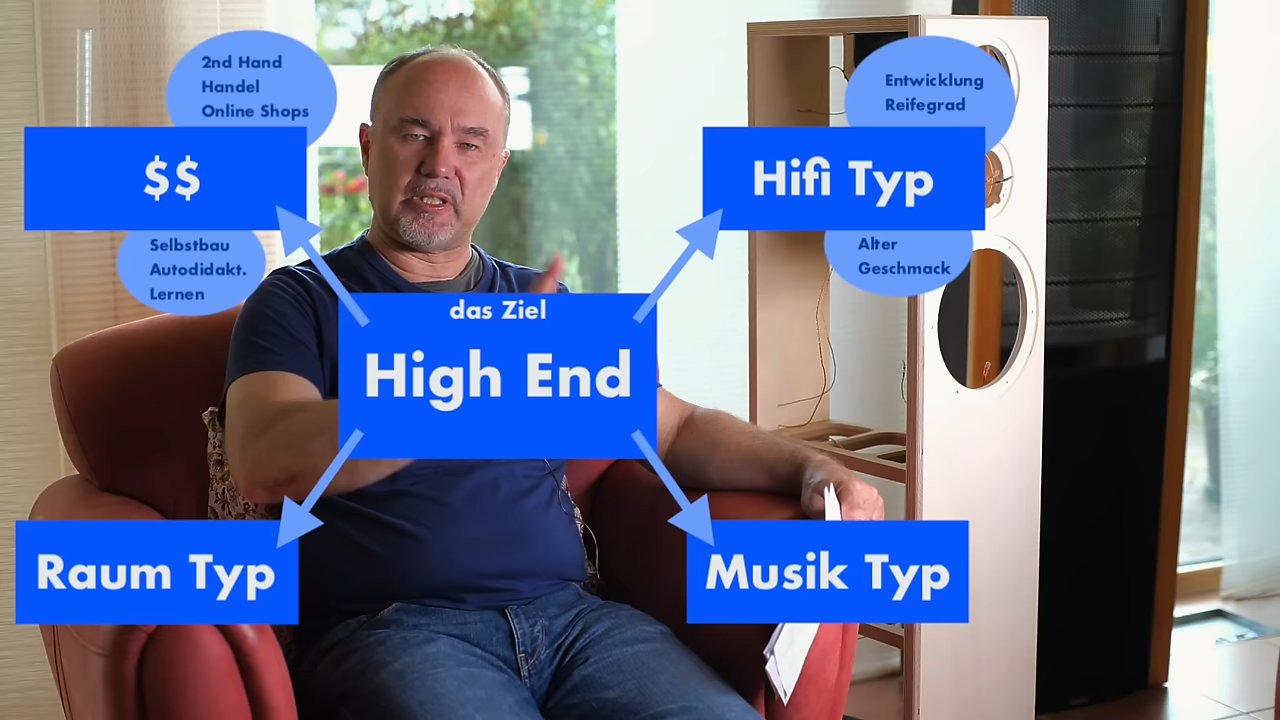 2nd Hand
Handel
Online Shops
$$
Selbstbau
Autodidakt.
Lernen
Entwicklung
Reifegrad
Hifi Typ
Alter
Geschmack
das Ziel
High End
Raum Typ
Musik Typ